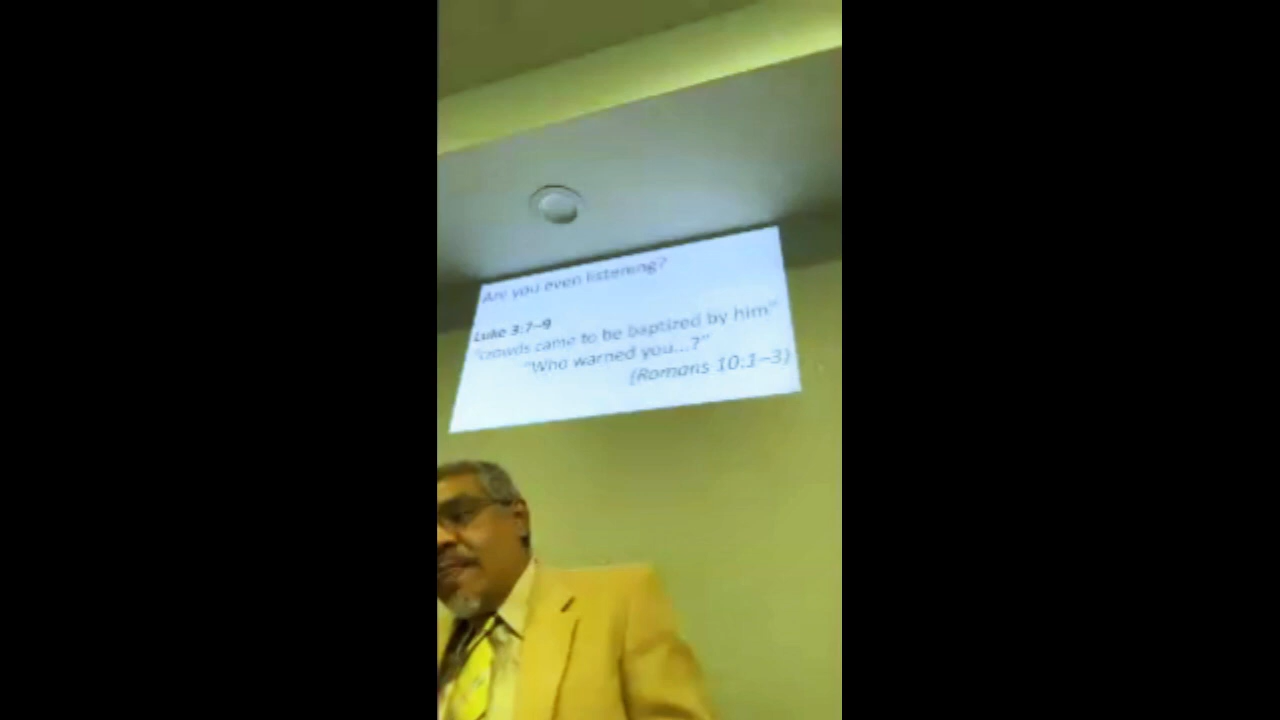 Are you even listening?
Luke 3:7–9
"crowds came to be baptized by him"
"Who warned you...?"
(Romans 10:1–3)